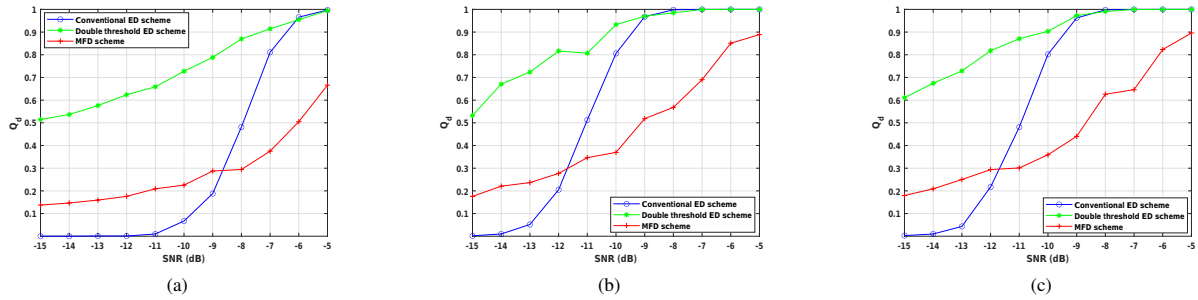 Conventional ED scheme
Double threshold ED scheme
MFD scheme
1
0.9
0.8
0.7
0.6
0.5
0.4
0.3
0.2
0.1
Q_d
-15 -14 -13 -12 -11 -10 -9 -8 -7 -6 -5
SNR (dB)
(a)
1
0.9
0.8
0.7
0.6
0.5
0.4
0.3
0.2
0.1
Q_d
Conventional ED scheme
Double threshold ED scheme
MFD scheme
-15 -14 -13 -12 -11 -10 -9 -8 -7 -6 -5
SNR (dB)
(b)
1
0.9
0.8
0.7
0.6
0.5
0.4
0.3
0.2
0.1
Q_d
Conventional ED scheme
Double threshold ED scheme
MFD scheme
-15 -14 -13 -12 -11 -10 -9 -8 -7 -6 -5
SNR (dB)
(c)